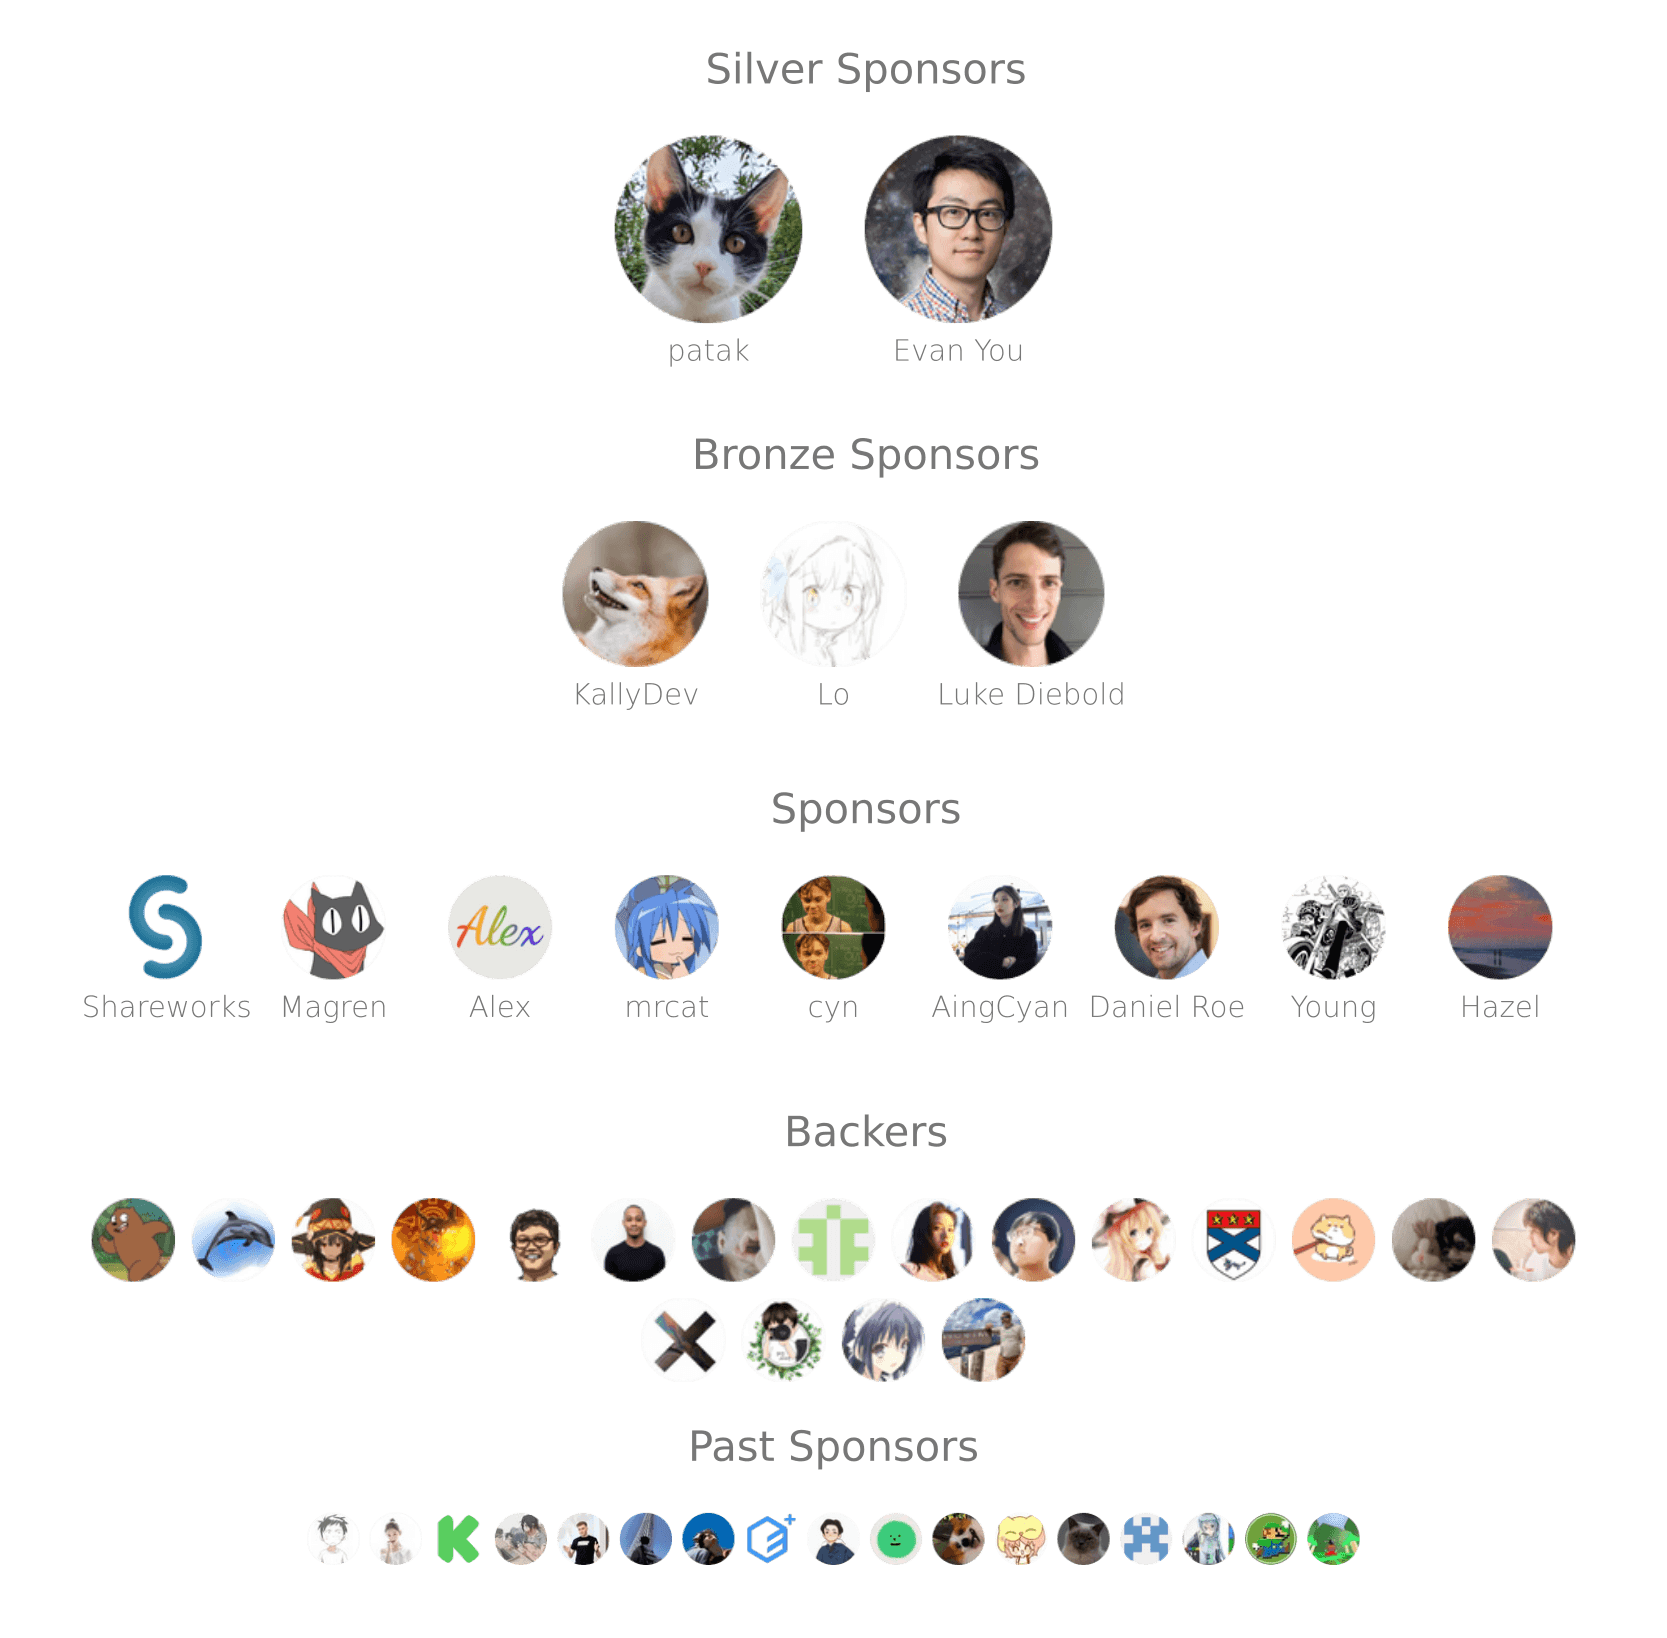 Silver Sponsors
patak
Evan You
Bronze Sponsors
KallyDev
Lo
Luke Diebold
Sponsors
Alex
Shareworks
Magren
Alex
mrcat
cyn
AingCyan
Daniel Roe
Young
Hazel
Backers
Past Sponsors